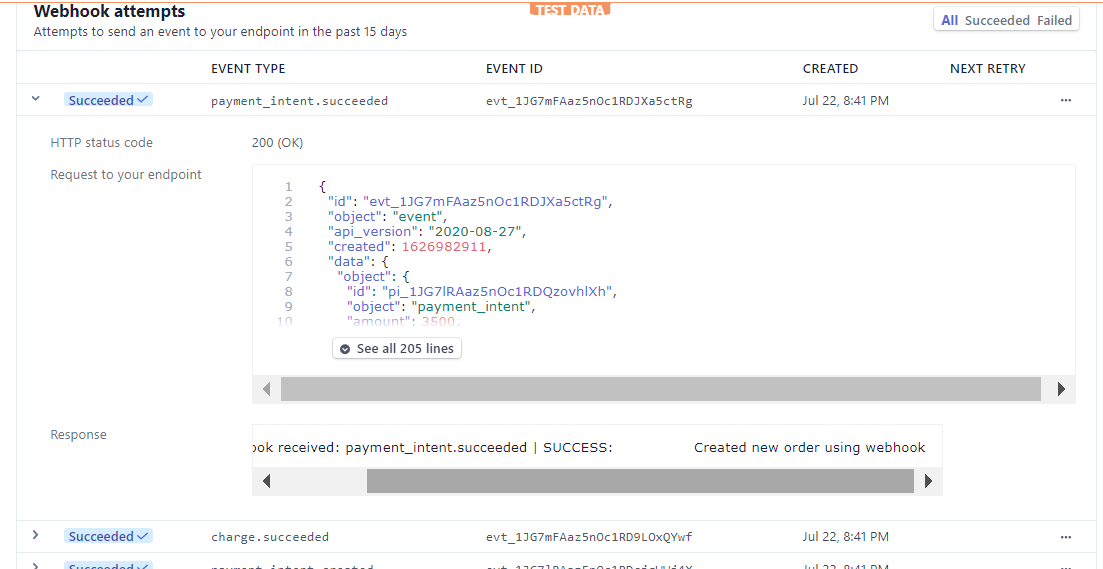 TEST DATA
Webhook attempts
Attempts to send an event to your endpoint in the past 15 days
All Succeeded Failed
EVENT TYPE EVENT ID CREATED NEXT RETRY
Succeeded payment_intent.succeeded evt_1JG7mFAaz5nOc1RDJXa5ctRg Jul 22, 8:41 PM
HTTP status code 200 (OK)
Request to your endpoint
1 {
2 "id": "evt_1JG7mFAaz5nOc1RDJXa5ctRg",
3 "object": "event",
4 "api_version": "2020-08-27",
5 "created": 1626982911,
6 "data": {
7 "object": {
8 "id": "pi_1JG7lRAaz5nOc1RDQzovhlXh",
9 "object": "payment_intent",
10 "amount": 3500,
See all 205 lines
Response
ook received: payment_intent.succeeded | SUCCESS: Created new order using webhook
Succeeded charge.succeeded evt_1JG7mFAaz5nOc1RD9LOxQYwf Jul 22, 8:41 PM
Succeeded payment_intent.created Jul 22, 8:41 PM